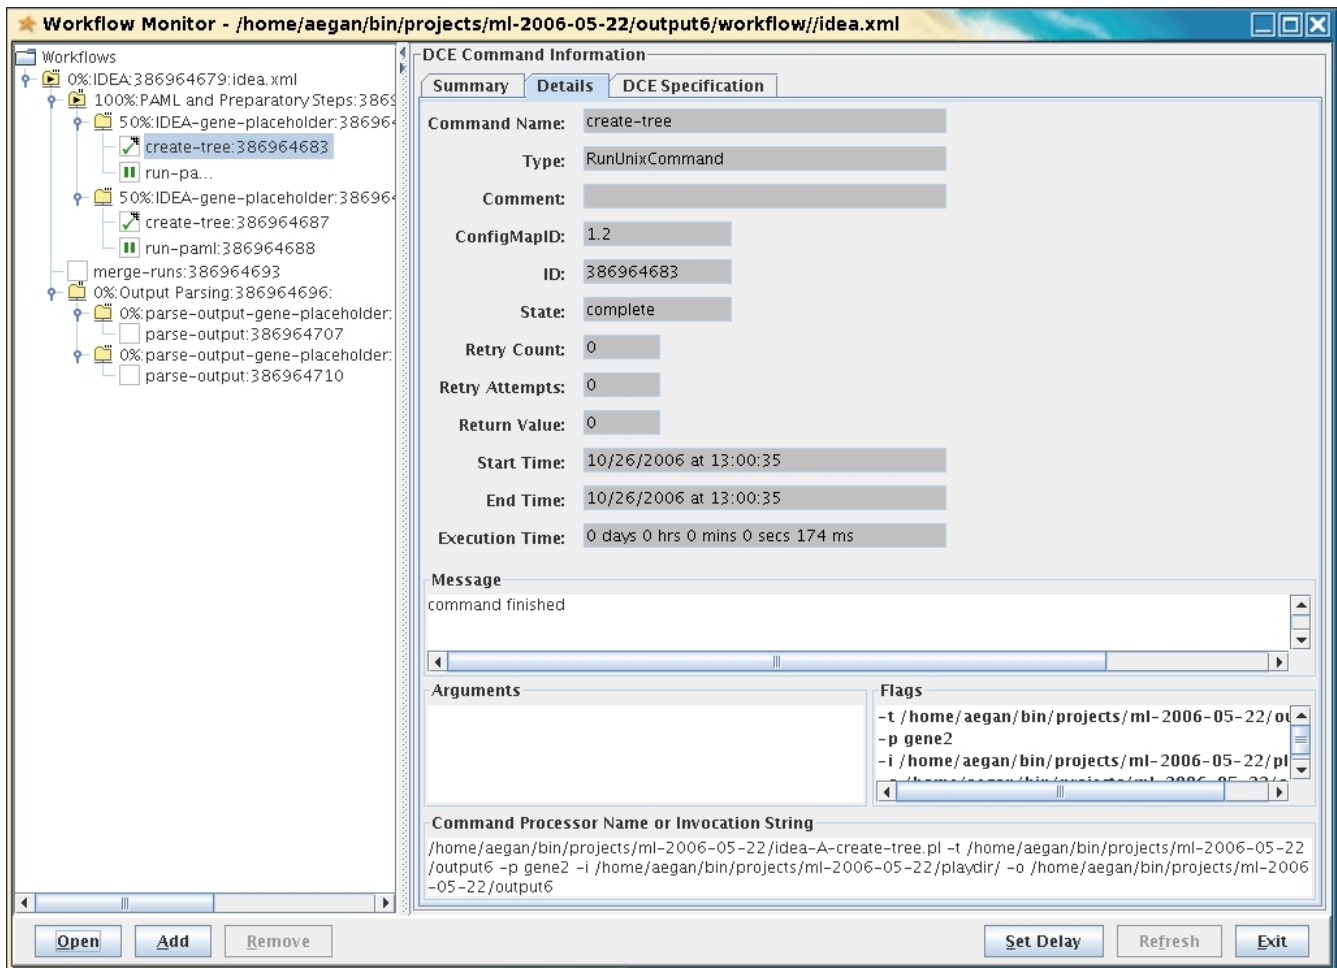 Workflow Monitor - /home/aegan/bin/projects/ml-2006-05-22/output6/workflow//idea.xml
Workflows
0%:IDEA:386964679:idea.xml
100%:PAML and Preparatory Steps:3869
50%:IDEA-gene-placeholder:38696
create-tree:386964683
run-pa...
50%:IDEA-gene-placeholder:38696
create-tree:386964687
run-paml:386964688
merge-runs:386964693
0%:Output Parsing:386964696:
0%:parse-output-gene-placeholder:
parse-output:386964707
0%:parse-output-gene-placeholder:
parse-output:386964710
DCE Command Information
Summary Details DCE Specification
Command Name: create-tree
Type: RunUnixCommand
Comment:
ConfigMapID: 1.2
ID: 386964683
State: complete
Retry Count: 0
Retry Attempts: 0
Return Value: 0
Start Time: 10/26/2006 at 13:00:35
End Time: 10/26/2006 at 13:00:35
Execution Time: 0 days 0 hrs 0 mins 0 secs 174 ms
Message
command finished
Arguments
Flags
-t /home/aegan/bin/projects/ml-2006-05-22/ou
-p gene2
-i /home/aegan/bin/projects/ml-2006-05-22/pl
Command Processor Name or Invocation String
/home/aegan/bin/projects/ml-2006-05-22/idea-A-create-tree.pl -t /home/aegan/bin/projects/ml-2006-05-22
/output6 -p gene2 -i /home/aegan/bin/projects/ml-2006-05-22/playdir/ -o /home/aegan/bin/projects/ml-2006
-05-22/output6
Open Add Remove Set Delay Refresh Exit